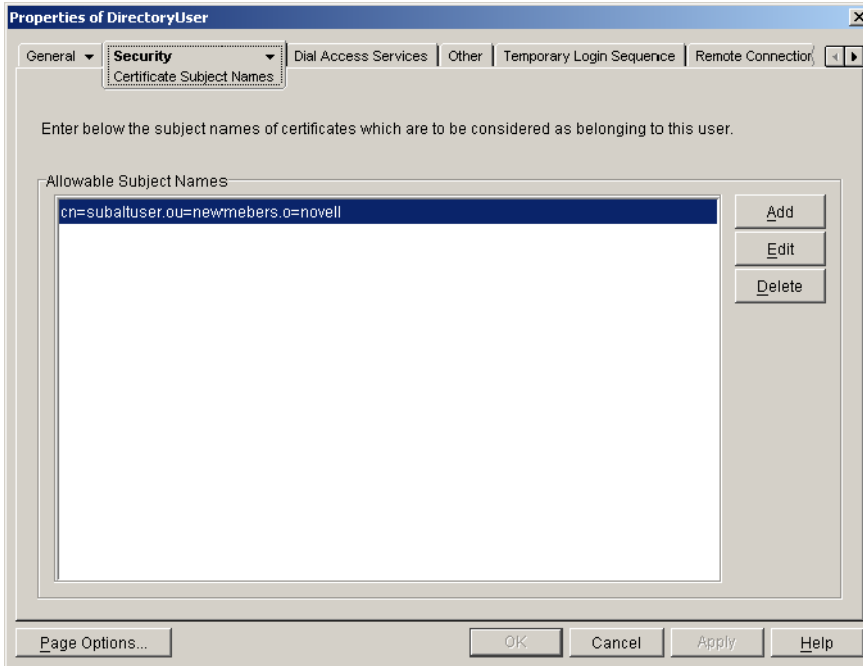 Properties of DirectoryUser
General Security Dial Access Services Other Temporary Login Sequence Remote Connection
Certificate Subject Names
Enter below the subject names of certificates which are to be considered as belonging to this user.
Allowable Subject Names
cn=subaltuser.ou=newmebers.o=novell
Add
Edit
Delete
Page Options... OK Cancel Apply Help